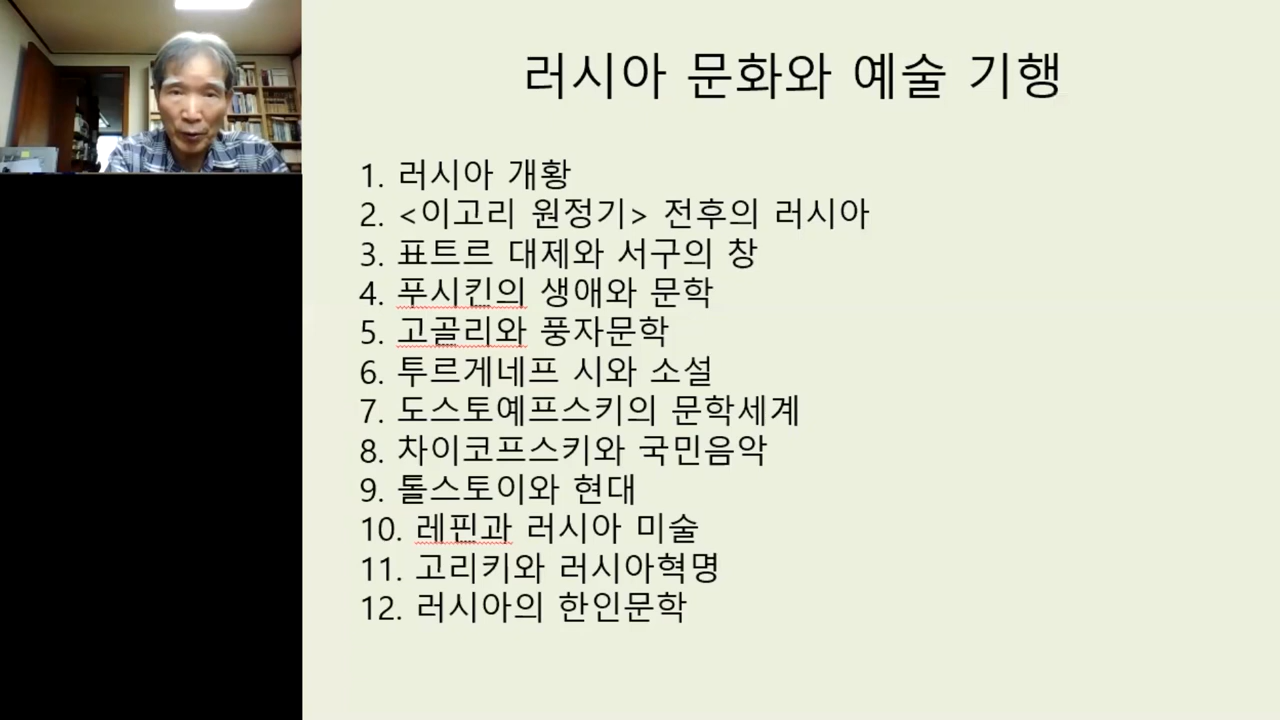 러시아 문화와 예술 기행
1. 러시아 개황
2. <이고리 원정기> 전후의 러시아
3. 표트르 대제와 서구의 창
4. 푸시킨의 생애와 문학
5. 고골리와 풍자문학
6. 투르게네프 시와 소설
7. 도스토예프스키의 문학세계
8. 차이코프스키와 국민음악
9. 톨스토이와 현대
10. 레핀과 러시아 미술
11. 고리키와 러시아혁명
12. 러시아의 한인문학